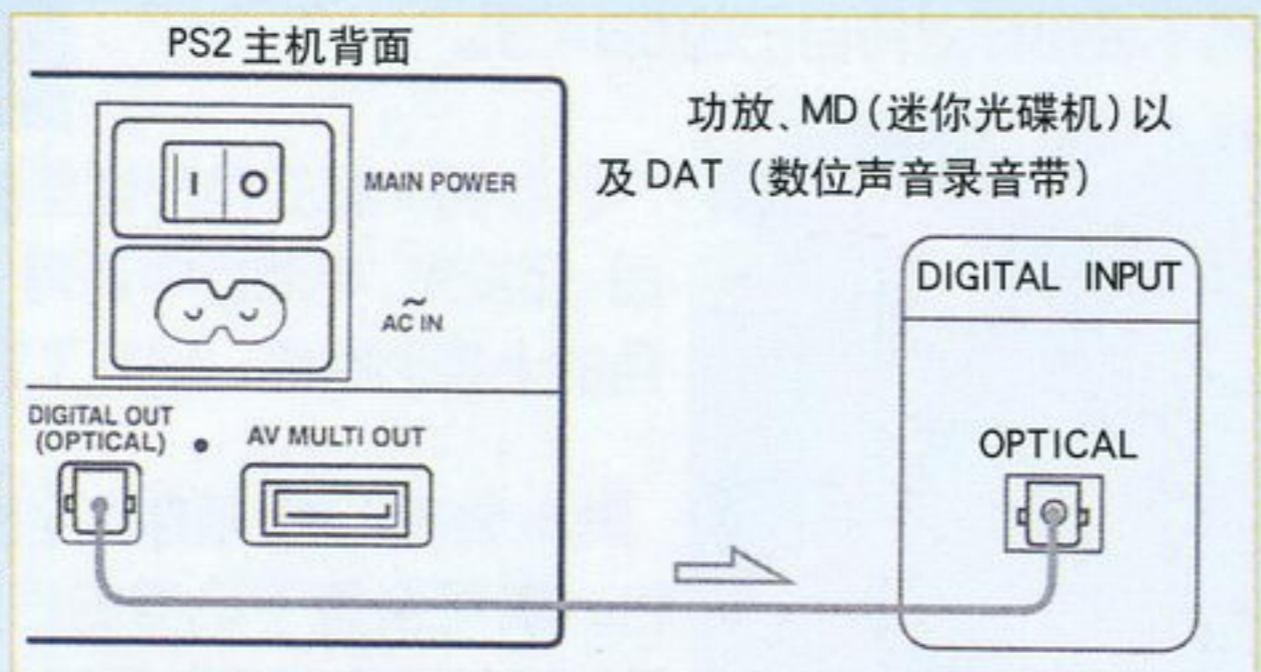 PS2 主机背面
功放、MD（迷你光碟机）以
及 DAT （数位声音录音带）
I O
MAIN POWER
~
AC IN
DIGITAL INPUT
DIGITAL OUT
(OPTICAL)
AV MULTI OUT
OPTICAL